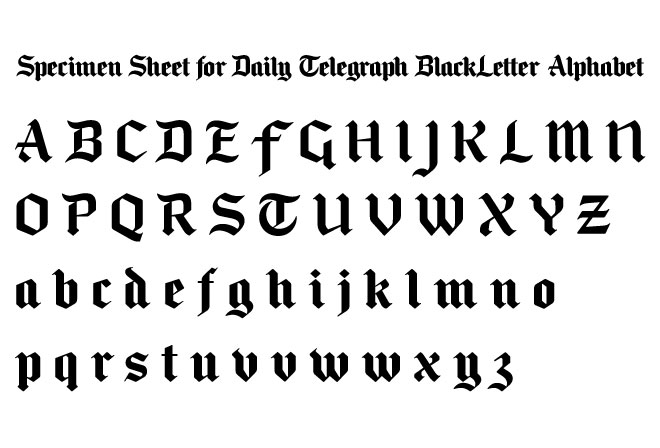 Specimen Sheet for Daily Telegraph BlackLetter Alphabet
A B C D E F G H I J K L M N
O P Q R S T U V W X Y Z
a b c d e f g h i j k l m n o
p q r s t u v v w w x y z